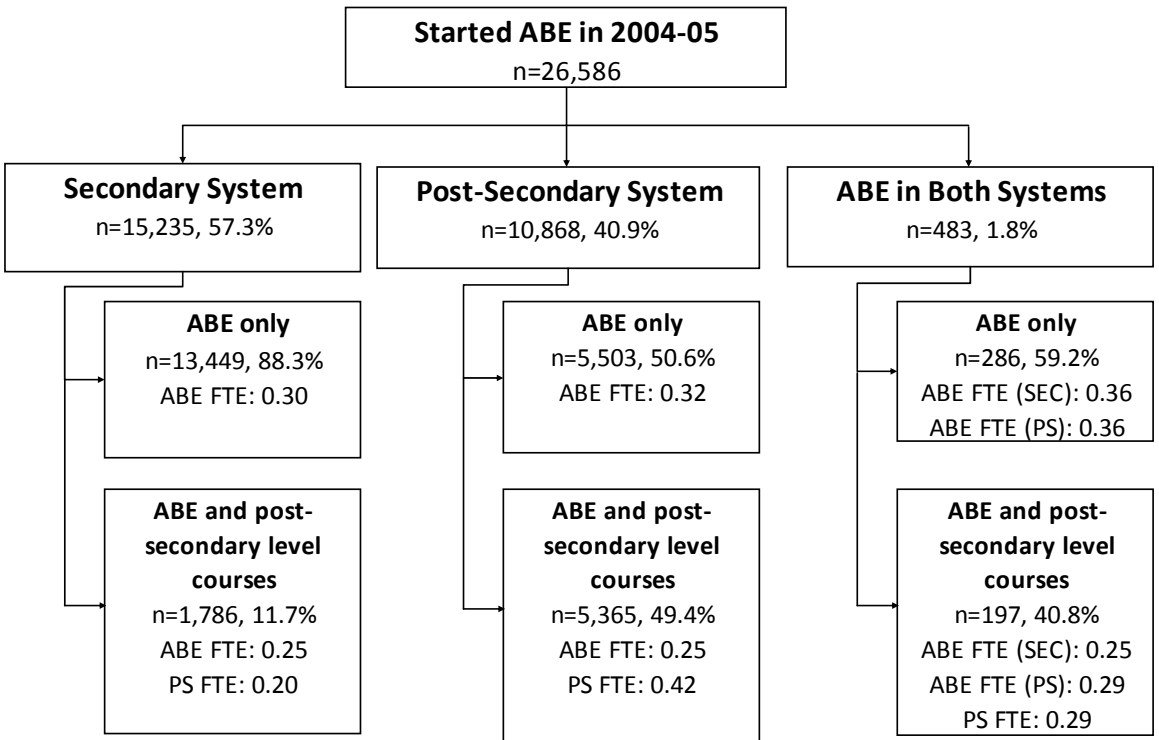 Started ABE in 2004-05
n=26,586
Secondary System
n=15,235, 57.3%
Post-Secondary System
n=10,868, 40.9%
ABE in Both Systems
n=483, 1.8%
ABE only
n=13,449, 88.3%
ABE FTE: 0.30
ABE only
n=5,503, 50.6%
ABE FTE: 0.32
ABE only
n=286, 59.2%
ABE FTE (SEC): 0.36
ABE FTE (PS): 0.36
ABE and post-
secondary level
courses
n=1,786, 11.7%
ABE FTE: 0.25
PS FTE: 0.20
ABE and post-
secondary level
courses
n=5,365, 49.4%
ABE FTE: 0.25
PS FTE: 0.42
ABE and post-
secondary level
courses
n=197, 40.8%
ABE FTE (SEC): 0.25
ABE FTE (PS): 0.29
PS FTE: 0.29